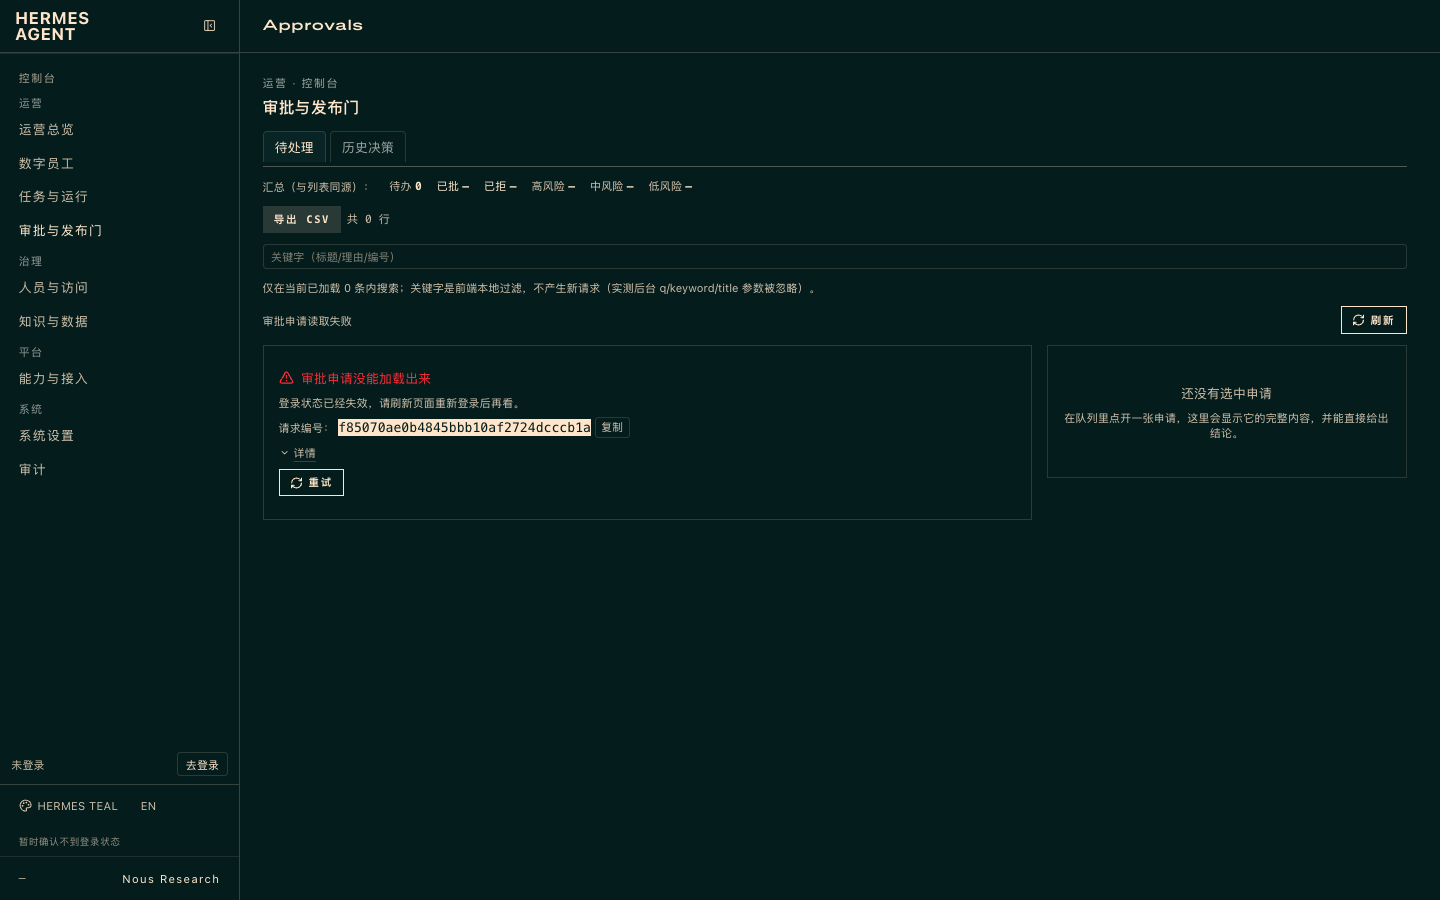 HERMES
AGENT
控制台
运营
运营总览
数字员工
任务与运行
审批与发布门
治理
人员与访问
知识与数据
平台
能力与接入
系统
系统设置
审计
未登录
去登录
HERMES TEAL
EN
暂时确认不到登录状态
—
Nous Research
Approvals
运营 · 控制台
审批与发布门
待处理
历史决策
汇总（与列表同源）： 待办 0 已批 — 已拒 — 高风险 — 中风险 — 低风险 —
导出 CSV 共 0 行
关键字（标题/理由/编号）
仅在当前已加载 0 条内搜索；关键字是前端本地过滤，不产生新请求（实测后台 q/keyword/title 参数被忽略）。
审批申请读取失败
刷新
审批申请没能加载出来
登录状态已经失效，请刷新页面重新登录后再看。
请求编号： f85070ae0b4845bbb10af2724dcccb1a 复制
详情
重试
还没有选中申请
在队列里点开一张申请，这里会显示它的完整内容，并能直接给出
结论。